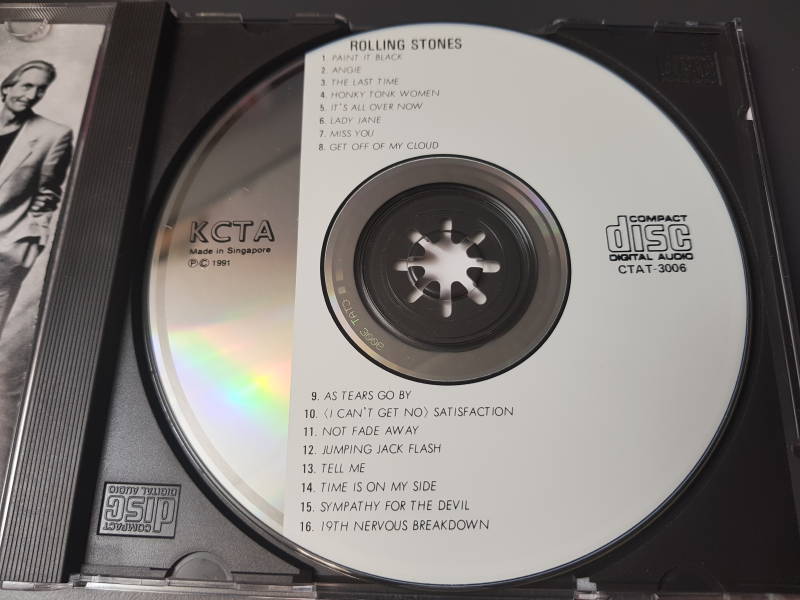 ROLLING STONES
1. PAINT IT BLACK
2. ANGIE
3. THE LAST TIME
4. HONKY TONK WOMEN
5. IT'S ALL OVER NOW
6. LADY JANE
7. MISS YOU
8. GET OFF OF MY CLOUD
KCTA
Made in Singapore
Ⓟ© 1991
COMPACT
disc
DIGITAL AUDIO
CTAT-3006
CTAT 3006
9. AS TEARS GO BY
10. (I CAN'T GET NO) SATISFACTION
11. NOT FADE AWAY
12. JUMPING JACK FLASH
13. TELL ME
14. TIME IS ON MY SIDE
15. SYMPATHY FOR THE DEVIL
16. 19TH NERVOUS BREAKDOWN
COMPACT
disc
DIGITAL AUDIO